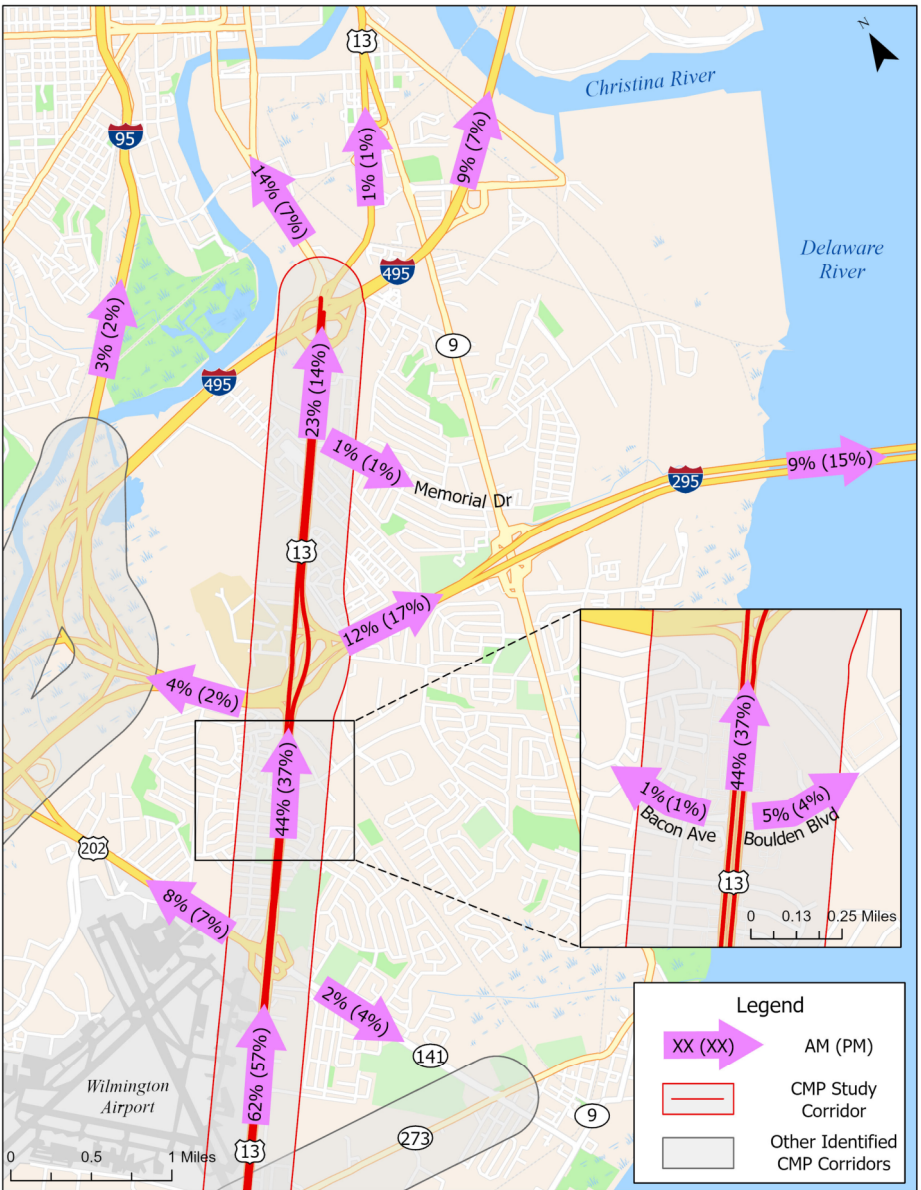 N
13
Christina River
95
9% (7%)
1% (1%)
14% (7%)
Delaware
River
495
3% (2%)
9
495
23% (14%)
1% (1%)
9% (15%)
295
Memorial Dr
13
12% (17%)
4% (2%)
44% (37%)
44% (37%)
1%(1%)
5% (4%)
Bacon Ave
Boulden Blvd
202
13
8% (7%)
0 0.13 0.25 Miles
2% (4%)
Legend
XX (XX) AM (PM)
CMP Study
Corridor
Other Identified
CMP Corridors
141
62% (57%)
Wilmington
Airport
9
273
13
0 0.5 1 Miles